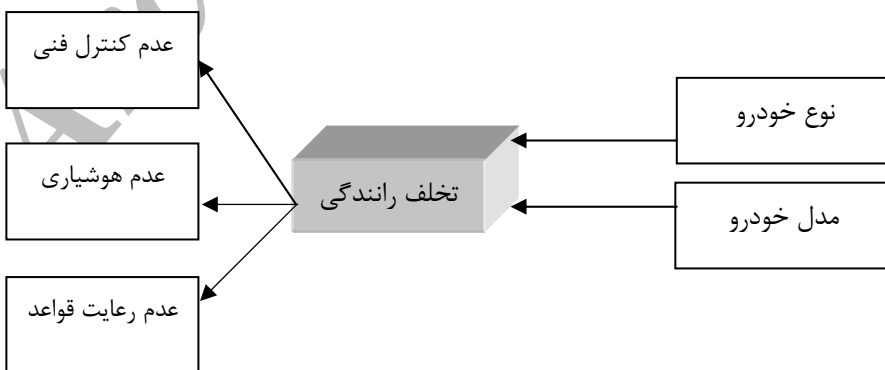 نوع خودرو
مدل خودرو
تخلف رانندگی
عدم کنترل فنی
عدم هوشیاری
عدم رعایت قواعد